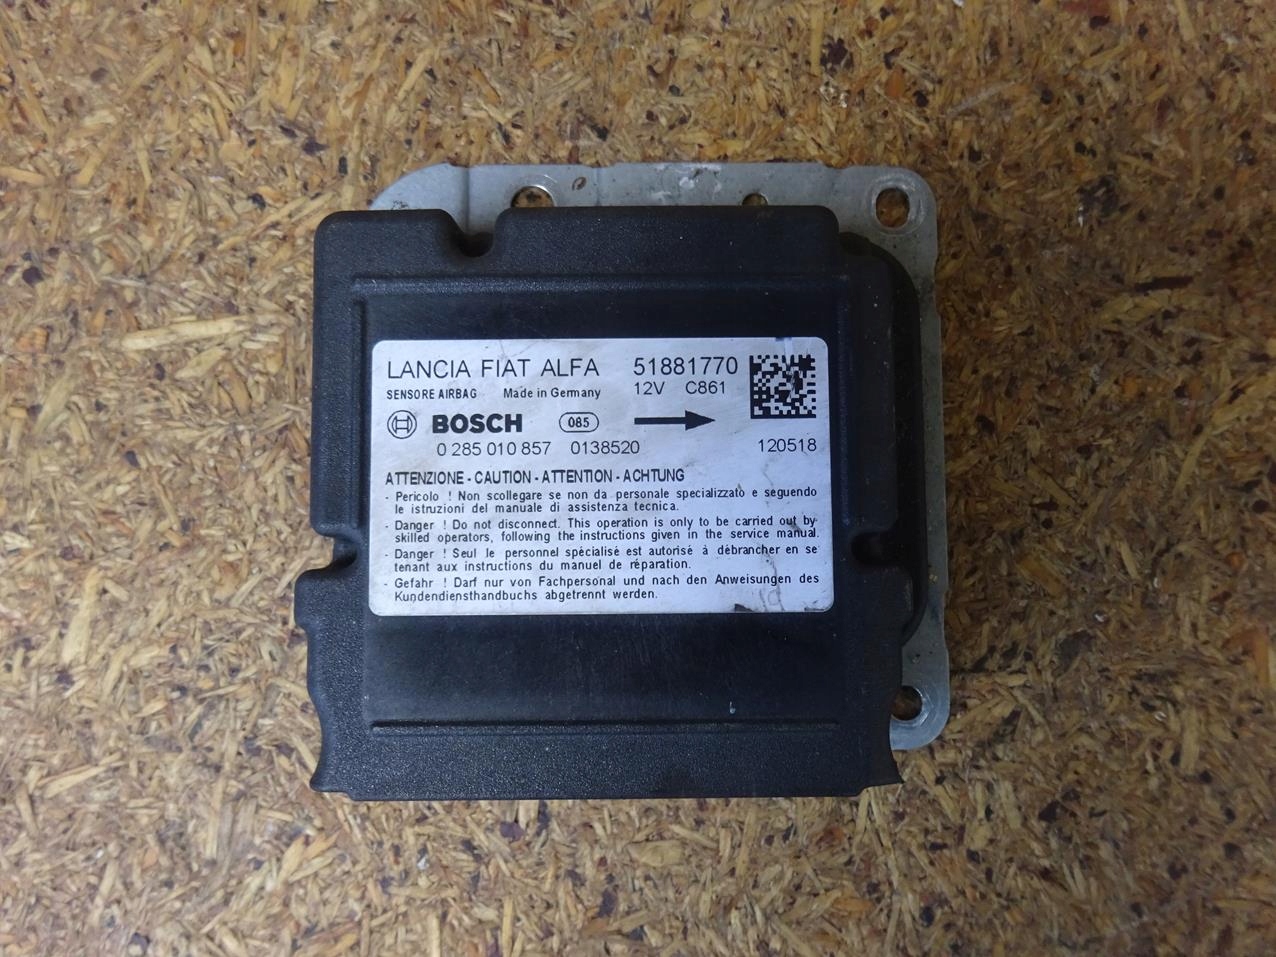 LANCIA FIAT ALFA 51881770
SENSORE AIRBAG Made in Germany 12V C861
BOSCH 085
0 285 010 857 0138520 120518
ATTENZIONE - CAUTION - ATTENTION - ACHTUNG
- Pericolo ! Non scollegare se non da personale specializzato e seguendo
le istruzioni del manuale di assistenza tecnica.
- Danger ! Do not disconnect. This operation is only to be carried out by
skilled operators, following the instructions given in the service manual.
- Danger ! Seul le personnel spécialisé est autorisé à débrancher en se
tenant aux instructions du manuel de réparation.
- Gefahr ! Darf nur von Fachpersonal und nach den Anweisungen des
Kundendiensthandbuchs abgetrennt werden.